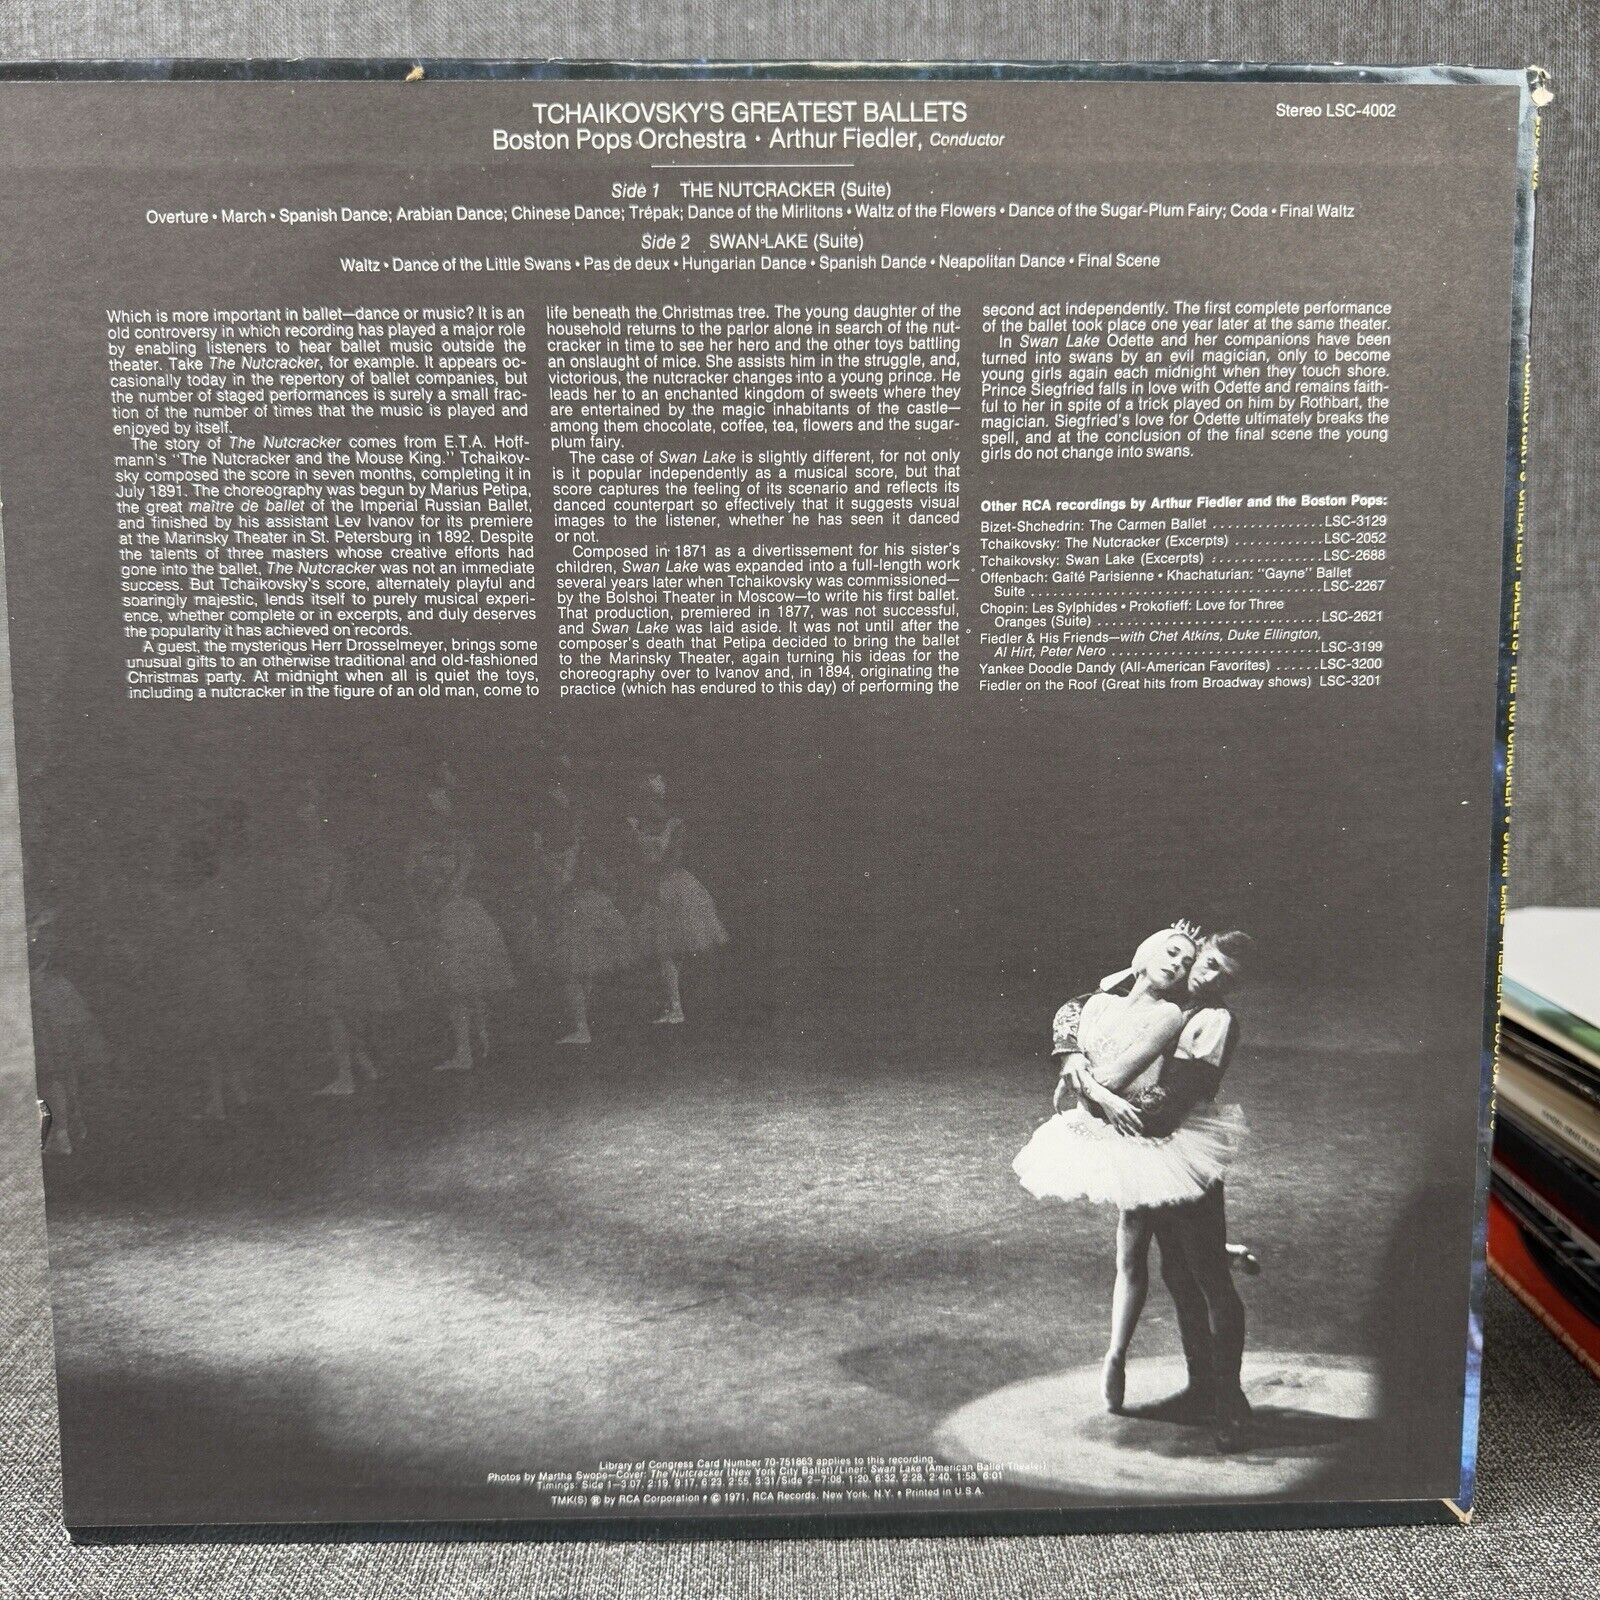 TCHAIKOVSKY'S GREATEST BALLETS
Stereo LSC-4002
Boston Pops Orchestra • Arthur Fiedler, Conductor
Side 1 THE NUTCRACKER (Suite)
Overture • March • Spanish Dance; Arabian Dance; Chinese Dance; Trépak; Dance of the Mirlitons • Waltz of the Flowers • Dance of the Sugar-Plum Fairy; Coda • Final Waltz
Side 2 SWAN LAKE (Suite)
Waltz • Dance of the Little Swans • Pas de deux • Hungarian Dance • Spanish Dance • Neapolitan Dance • Final Scene
Which is more important in ballet—dance or music? It is an
old controversy in which recording has played a major role
by enabling listeners to hear ballet music outside the
theater. Take The Nutcracker, for example. It appears oc-
casionally today in the repertory of ballet companies, but
the number of staged performances is surely a small frac-
tion of the number of times that the music is played and
enjoyed by itself.
The story of The Nutcracker comes from E.T.A. Hoff-
mann's "The Nutcracker and the Mouse King." Tchaikov-
sky composed the score in seven months, completing it in
July 1891. The choreography was begun by Marius Petipa,
the great maître de ballet of the Imperial Russian Ballet,
and finished by his assistant Lev Ivanov for its premiere
at the Marinsky Theater in St. Petersburg in 1892. Despite
the talents of three masters whose creative efforts had
gone into the ballet, The Nutcracker was not an immediate
success. But Tchaikovsky's score, alternately playful and
soaringly majestic, lends itself to purely musical experi-
ence, whether complete or in excerpts, and duly deserves
the popularity it has achieved on records.
A guest, the mysterious Herr Drosselmeyer, brings some
unusual gifts to an otherwise traditional and old-fashioned
Christmas party. At midnight when all is quiet the toys,
including a nutcracker in the figure of an old man, come to
life beneath the Christmas tree. The young daughter of the
household returns to the parlor alone in search of the nut-
cracker in time to see her hero and the other toys battling
an onslaught of mice. She assists him in the struggle, and,
victorious, the nutcracker changes into a young prince. He
leads her to an enchanted kingdom of sweets where they
are entertained by the magic inhabitants of the castle—
among them chocolate, coffee, tea, flowers and the sugar-
plum fairy.
The case of Swan Lake is slightly different, for not only
is it popular independently as a musical score, but that
score captures the feeling of its scenario and reflects its
danced counterpart so effectively that it suggests visual
images to the listener, whether he has seen it danced
or not.
Composed in 1871 as a divertissement for his sister's
children, Swan Lake was expanded into a full-length work
several years later when Tchaikovsky was commissioned—
by the Bolshoi Theater in Moscow—to write his first ballet.
That production, premiered in 1877, was not successful,
and Swan Lake was laid aside. It was not until after the
composer's death that Petipa decided to bring the ballet
to the Marinsky Theater, again turning his ideas for the
choreography over to Ivanov and, in 1894, originating the
practice (which has endured to this day) of performing the
second act independently. The first complete performance
of the ballet took place one year later at the same theater.
In Swan Lake Odette and her companions have been
turned into swans by an evil magician, only to become
young girls again each midnight when they touch shore.
Prince Siegfried falls in love with Odette and remains faith-
ful to her in spite of a trick played on him by Rothbart, the
magician. Siegfried's love for Odette ultimately breaks the
spell, and at the conclusion of the final scene the young
girls do not change into swans.
Other RCA recordings by Arthur Fiedler and the Boston Pops:
Bizet-Shchedrin: The Carmen Ballet ...............LSC-3129
Tchaikovsky: The Nutcracker (Excerpts) ............LSC-2052
Tchaikovsky: Swan Lake (Excerpts) ...............LSC-2688
Offenbach: Gaîté Parisienne • Khachaturian: "Gayne" Ballet
Suite .......................................LSC-2267
Chopin: Les Sylphides • Prokofieff: Love for Three
Oranges (Suite) .............................LSC-2621
Fiedler & His Friends—with Chet Atkins, Duke Ellington,
Al Hirt, Peter Nero ...........................LSC-3199
Yankee Doodle Dandy (All-American Favorites) ......LSC-3200
Fiedler on the Roof (Great hits from Broadway shows) LSC-3201
Library of Congress Card Number 70-751863 applies to this recording.
Photos by Martha Swope—Cover: The Nutcracker (New York City Ballet)/Liner: Swan Lake (American Ballet Theater)
Timings: Side 1—3:07, 2:19, 9:17, 6:23, 2:55, 3:31/Side 2—7:08, 1:20, 6:32, 2:28, 2:40, 1:58, 6:01
TMK(S) ® by RCA Corporation • © 1971, RCA Records, New York, N.Y. • Printed in U.S.A.